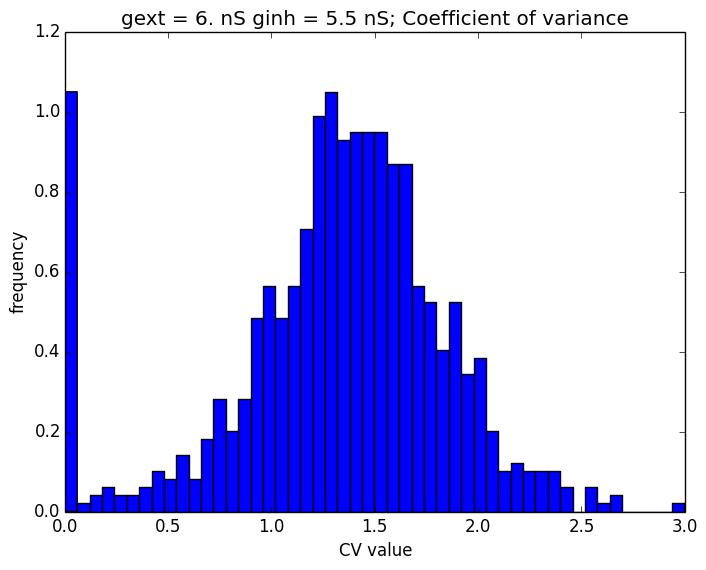 gext = 6. nS ginh = 5.5 nS; Coefficient of variance
1.2
1.0
0.8
0.6
0.4
0.2
0.0
frequency
0.0 0.5 1.0 1.5 2.0 2.5 3.0
CV value